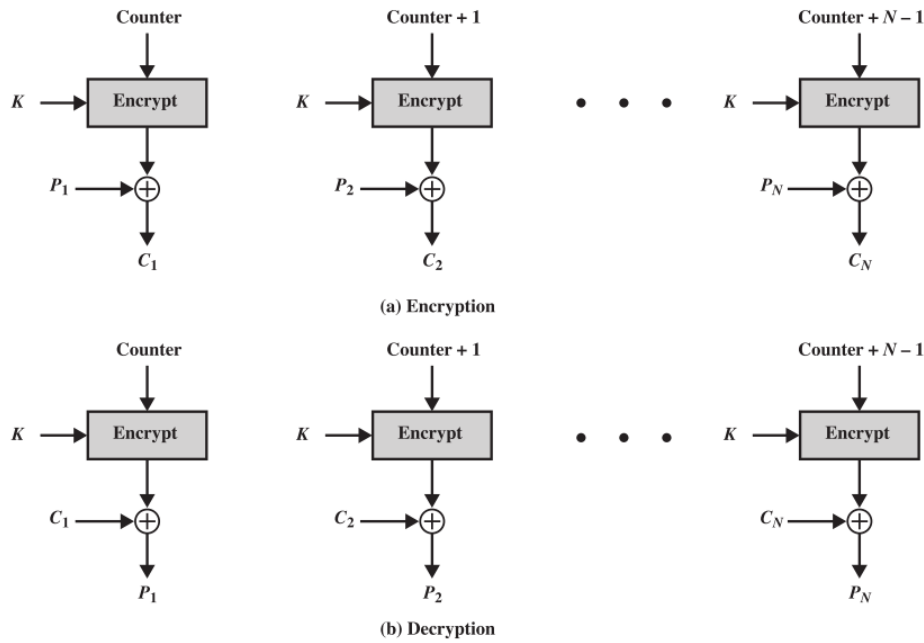 Counter Counter + 1 Counter + N – 1
K Encrypt K Encrypt K Encrypt
P1 P2 PN
C1 C2 CN
(a) Encryption
Counter Counter + 1 Counter + N – 1
K Encrypt K Encrypt K Encrypt
C1 C2 CN
P1 P2 PN
(b) Decryption